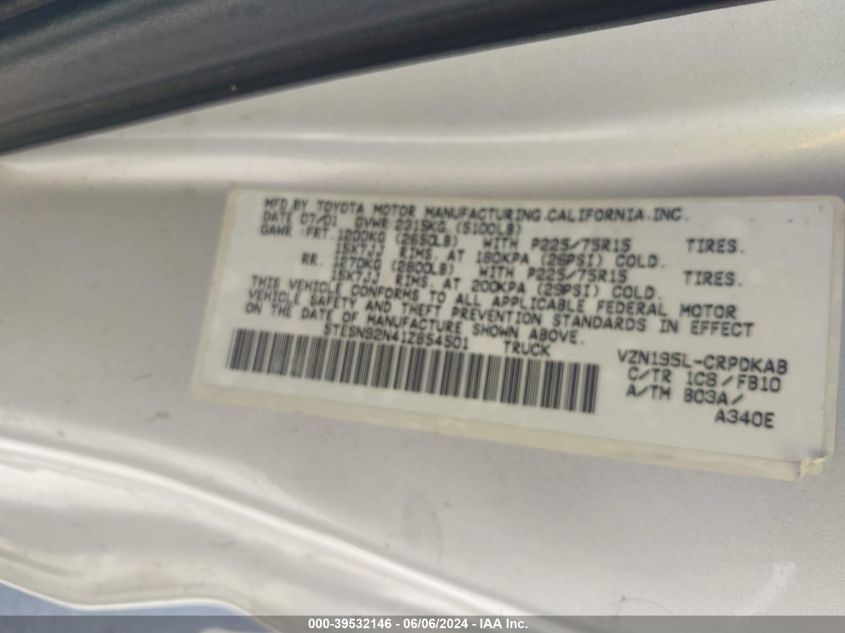 MFD.BY TOYOTA MOTOR MANUFACTURING CALIFORNIA.INC.
DATE 07/01 GVWR:2315KG (5100LB)
GAWR :FRT.1200KG (2650LB) WITH P225/75R15 TIRES.
15X7JJ RIMS. AT 180KPA (26PSI) COLD.
RR. 1270KG (2800LB) WITH P225/75R15 TIRES.
15X7JJ RIMS. AT 200KPA (29PSI) COLD.
THIS VEHICLE CONFORMS TO ALL APPLICABLE FEDERAL MOTOR
VEHICLE SAFETY AND THEFT PREVENTION STANDARDS IN EFFECT
ON THE DATE OF MANUFACTURE SHOWN ABOVE.
5TESN92N41Z854501 TRUCK
VZN195L-CRPDKAB
C/TR 1C8/FB10
A/TM B03A/
A340E
000-39532146 - 06/06/2024 - IAA Inc.